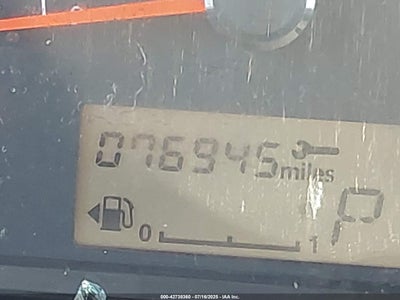 076945 miles
P
0 1
000-42738360 - 07/16/2025 - IAA Inc.